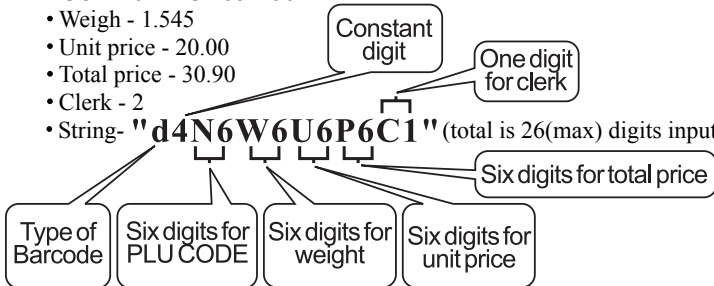 • Weigh - 1.545
• Unit price - 20.00
• Total price - 30.90
• Clerk - 2
• String- "d4N6W6U6P6C1" (total is 26(max) digits input
Constant
digit
One digit
for clerk
Six digits for total price
Type of
Barcode
Six digits for
PLU CODE
Six digits for
weight
Six digits for
unit price